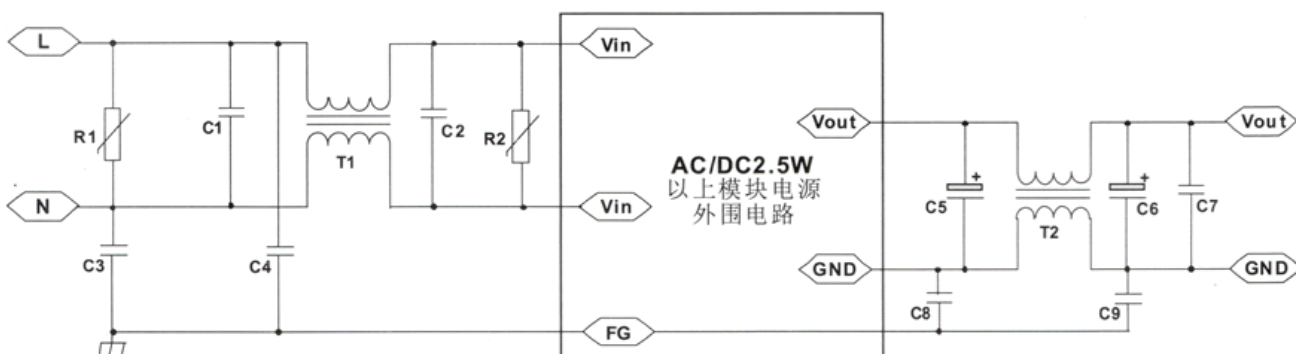 L
Vin
R1
C1
T1
C2
R2
N
Vin
C3
C4
FG
AC/DC2.5W
以上模块电源
外围电路
Vout
GND
C5
C8
T2
C6
C7
C9
Vout
GND